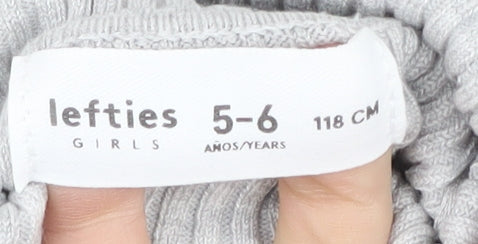 lefties
GIRLS
5-6
AÑOS/YEARS
118 CM